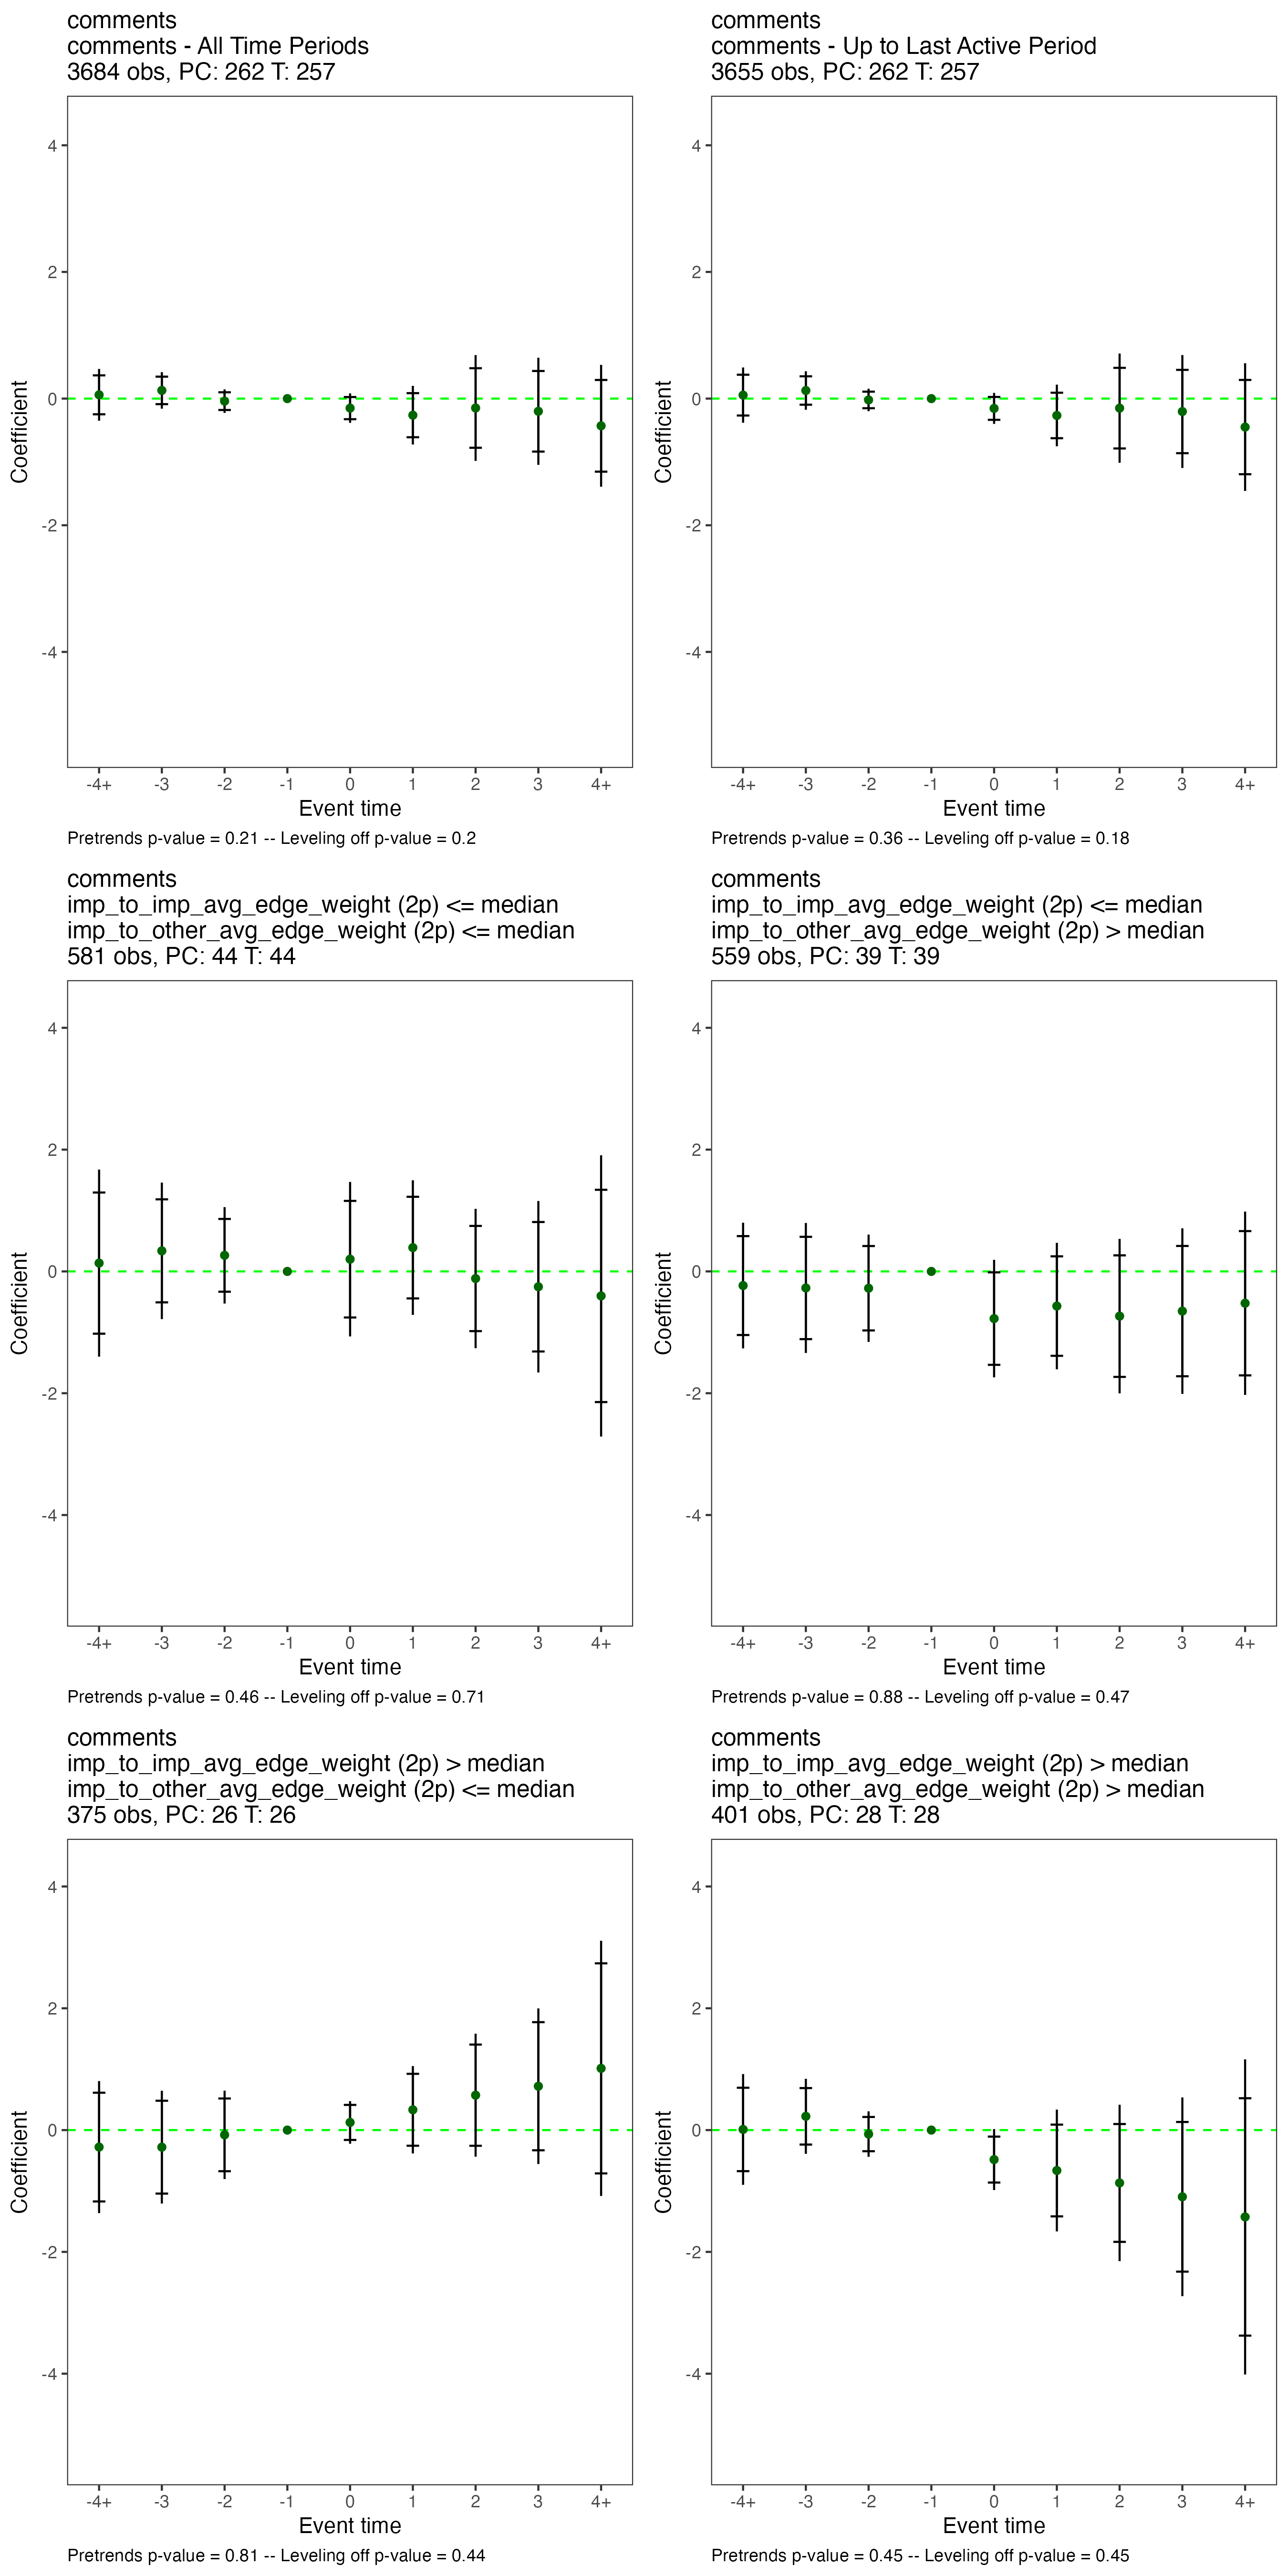 comments
comments - All Time Periods
3684 obs, PC: 262 T: 257
4
2
0
-2
-4
Coefficient
-4+ -3 -2 -1 0 1 2 3 4+
Event time
Pretrends p-value = 0.21 -- Leveling off p-value = 0.2
comments
comments - Up to Last Active Period
3655 obs, PC: 262 T: 257
4
2
0
-2
-4
Coefficient
-4+ -3 -2 -1 0 1 2 3 4+
Event time
Pretrends p-value = 0.36 -- Leveling off p-value = 0.18
comments
imp_to_imp_avg_edge_weight (2p) <= median
imp_to_other_avg_edge_weight (2p) <= median
581 obs, PC: 44 T: 44
4
2
0
-2
-4
Coefficient
-4+ -3 -2 -1 0 1 2 3 4+
Event time
Pretrends p-value = 0.46 -- Leveling off p-value = 0.71
comments
imp_to_imp_avg_edge_weight (2p) <= median
imp_to_other_avg_edge_weight (2p) > median
559 obs, PC: 39 T: 39
4
2
0
-2
-4
Coefficient
-4+ -3 -2 -1 0 1 2 3 4+
Event time
Pretrends p-value = 0.88 -- Leveling off p-value = 0.47
comments
imp_to_imp_avg_edge_weight (2p) > median
imp_to_other_avg_edge_weight (2p) <= median
375 obs, PC: 26 T: 26
4
2
0
-2
-4
Coefficient
-4+ -3 -2 -1 0 1 2 3 4+
Event time
Pretrends p-value = 0.81 -- Leveling off p-value = 0.44
comments
imp_to_imp_avg_edge_weight (2p) > median
imp_to_other_avg_edge_weight (2p) > median
401 obs, PC: 28 T: 28
4
2
0
-2
-4
Coefficient
-4+ -3 -2 -1 0 1 2 3 4+
Event time
Pretrends p-value = 0.45 -- Leveling off p-value = 0.45